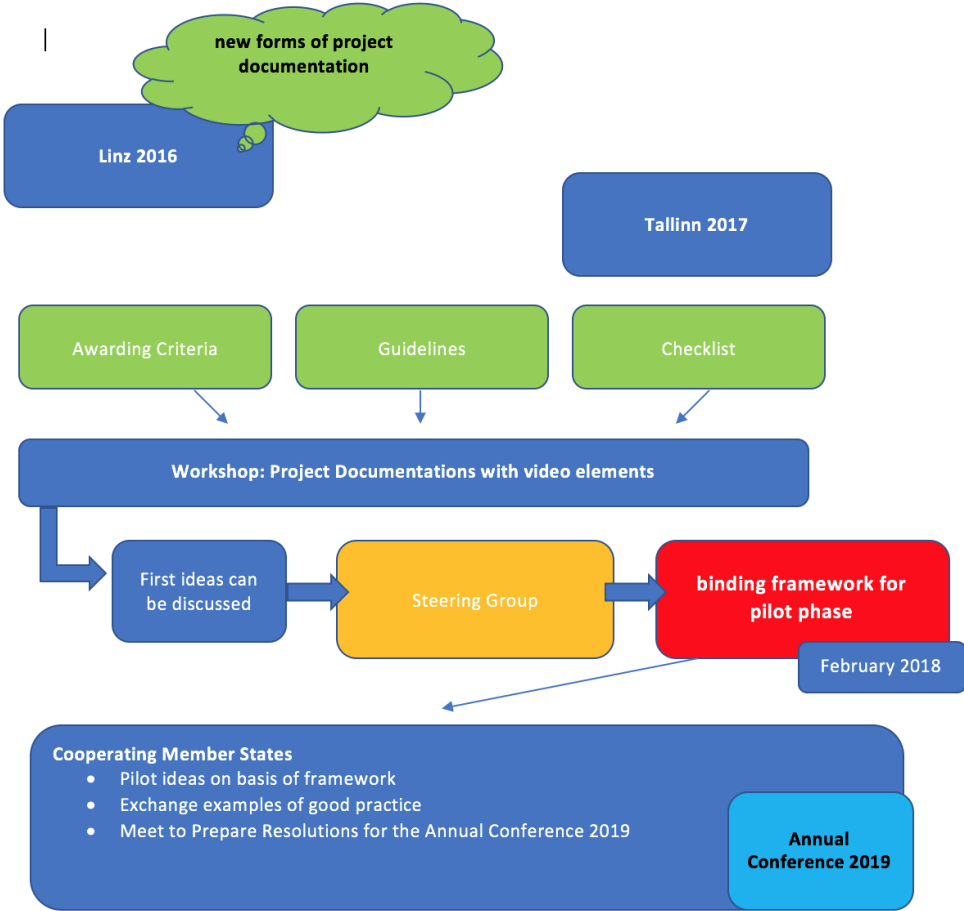 new forms of project
documentation
Linz 2016
Tallinn 2017
Awarding Criteria
Guidelines
Checklist
Workshop: Project Documentations with video elements
First ideas can
be discussed
Steering Group
binding framework for
pilot phase
February 2018
Cooperating Member States
• Pilot ideas on basis of framework
• Exchange examples of good practice
• Meet to Prepare Resolutions for the Annual Conference 2019
Annual
Conference 2019